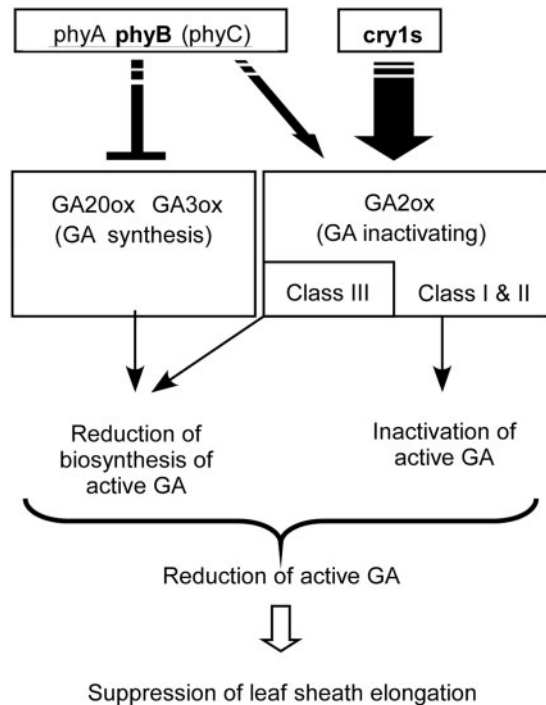 phyA phyB (phyC)
cry1s
GA20ox GA3ox
(GA synthesis)
GA2ox
(GA inactivating)
Class III
Class I & II
Reduction of
biosynthesis of
active GA
Inactivation of
active GA
Reduction of active GA
Suppression of leaf sheath elongation